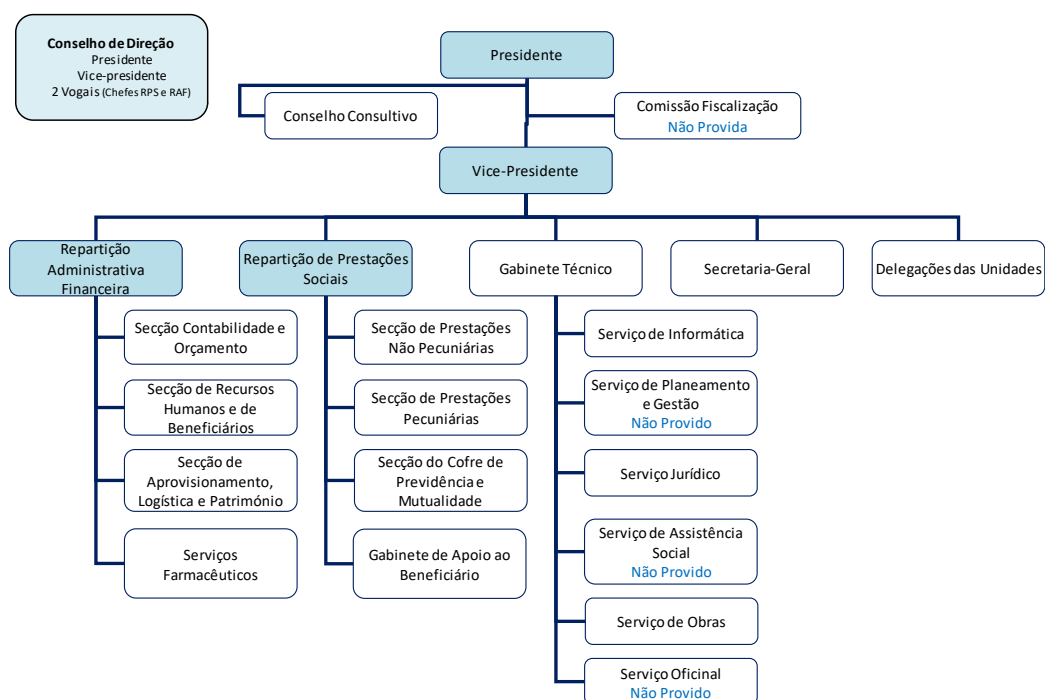 Conselho de Direção
Presidente
Vice-presidente
2 Vogais (Chefes RPS e RAF)
Presidente
Conselho Consultivo
Comissão Fiscalização
Não Provida
Vice-Presidente
Repartição
Administrativa
Financeira
Repartição de Prestações
Sociais
Gabinete Técnico
Secretaria-Geral
Delegações das Unidades
Secção Contabilidade e
Orçamento
Secção de Recursos
Humanos e de
Beneficiários
Secção de
Aprovisionamento,
Logística e Património
Serviços
Farmacêuticos
Secção de Prestações
Não Pecuniárias
Secção de Prestações
Pecuniárias
Secção do Cofre de
Previdência e
Mutualidade
Gabinete de Apoio ao
Beneficiário
Serviço de Informática
Serviço de Planeamento
e Gestão
Não Provido
Serviço Jurídico
Serviço de Assistência
Social
Não Provido
Serviço de Obras
Serviço Oficinal
Não Provido